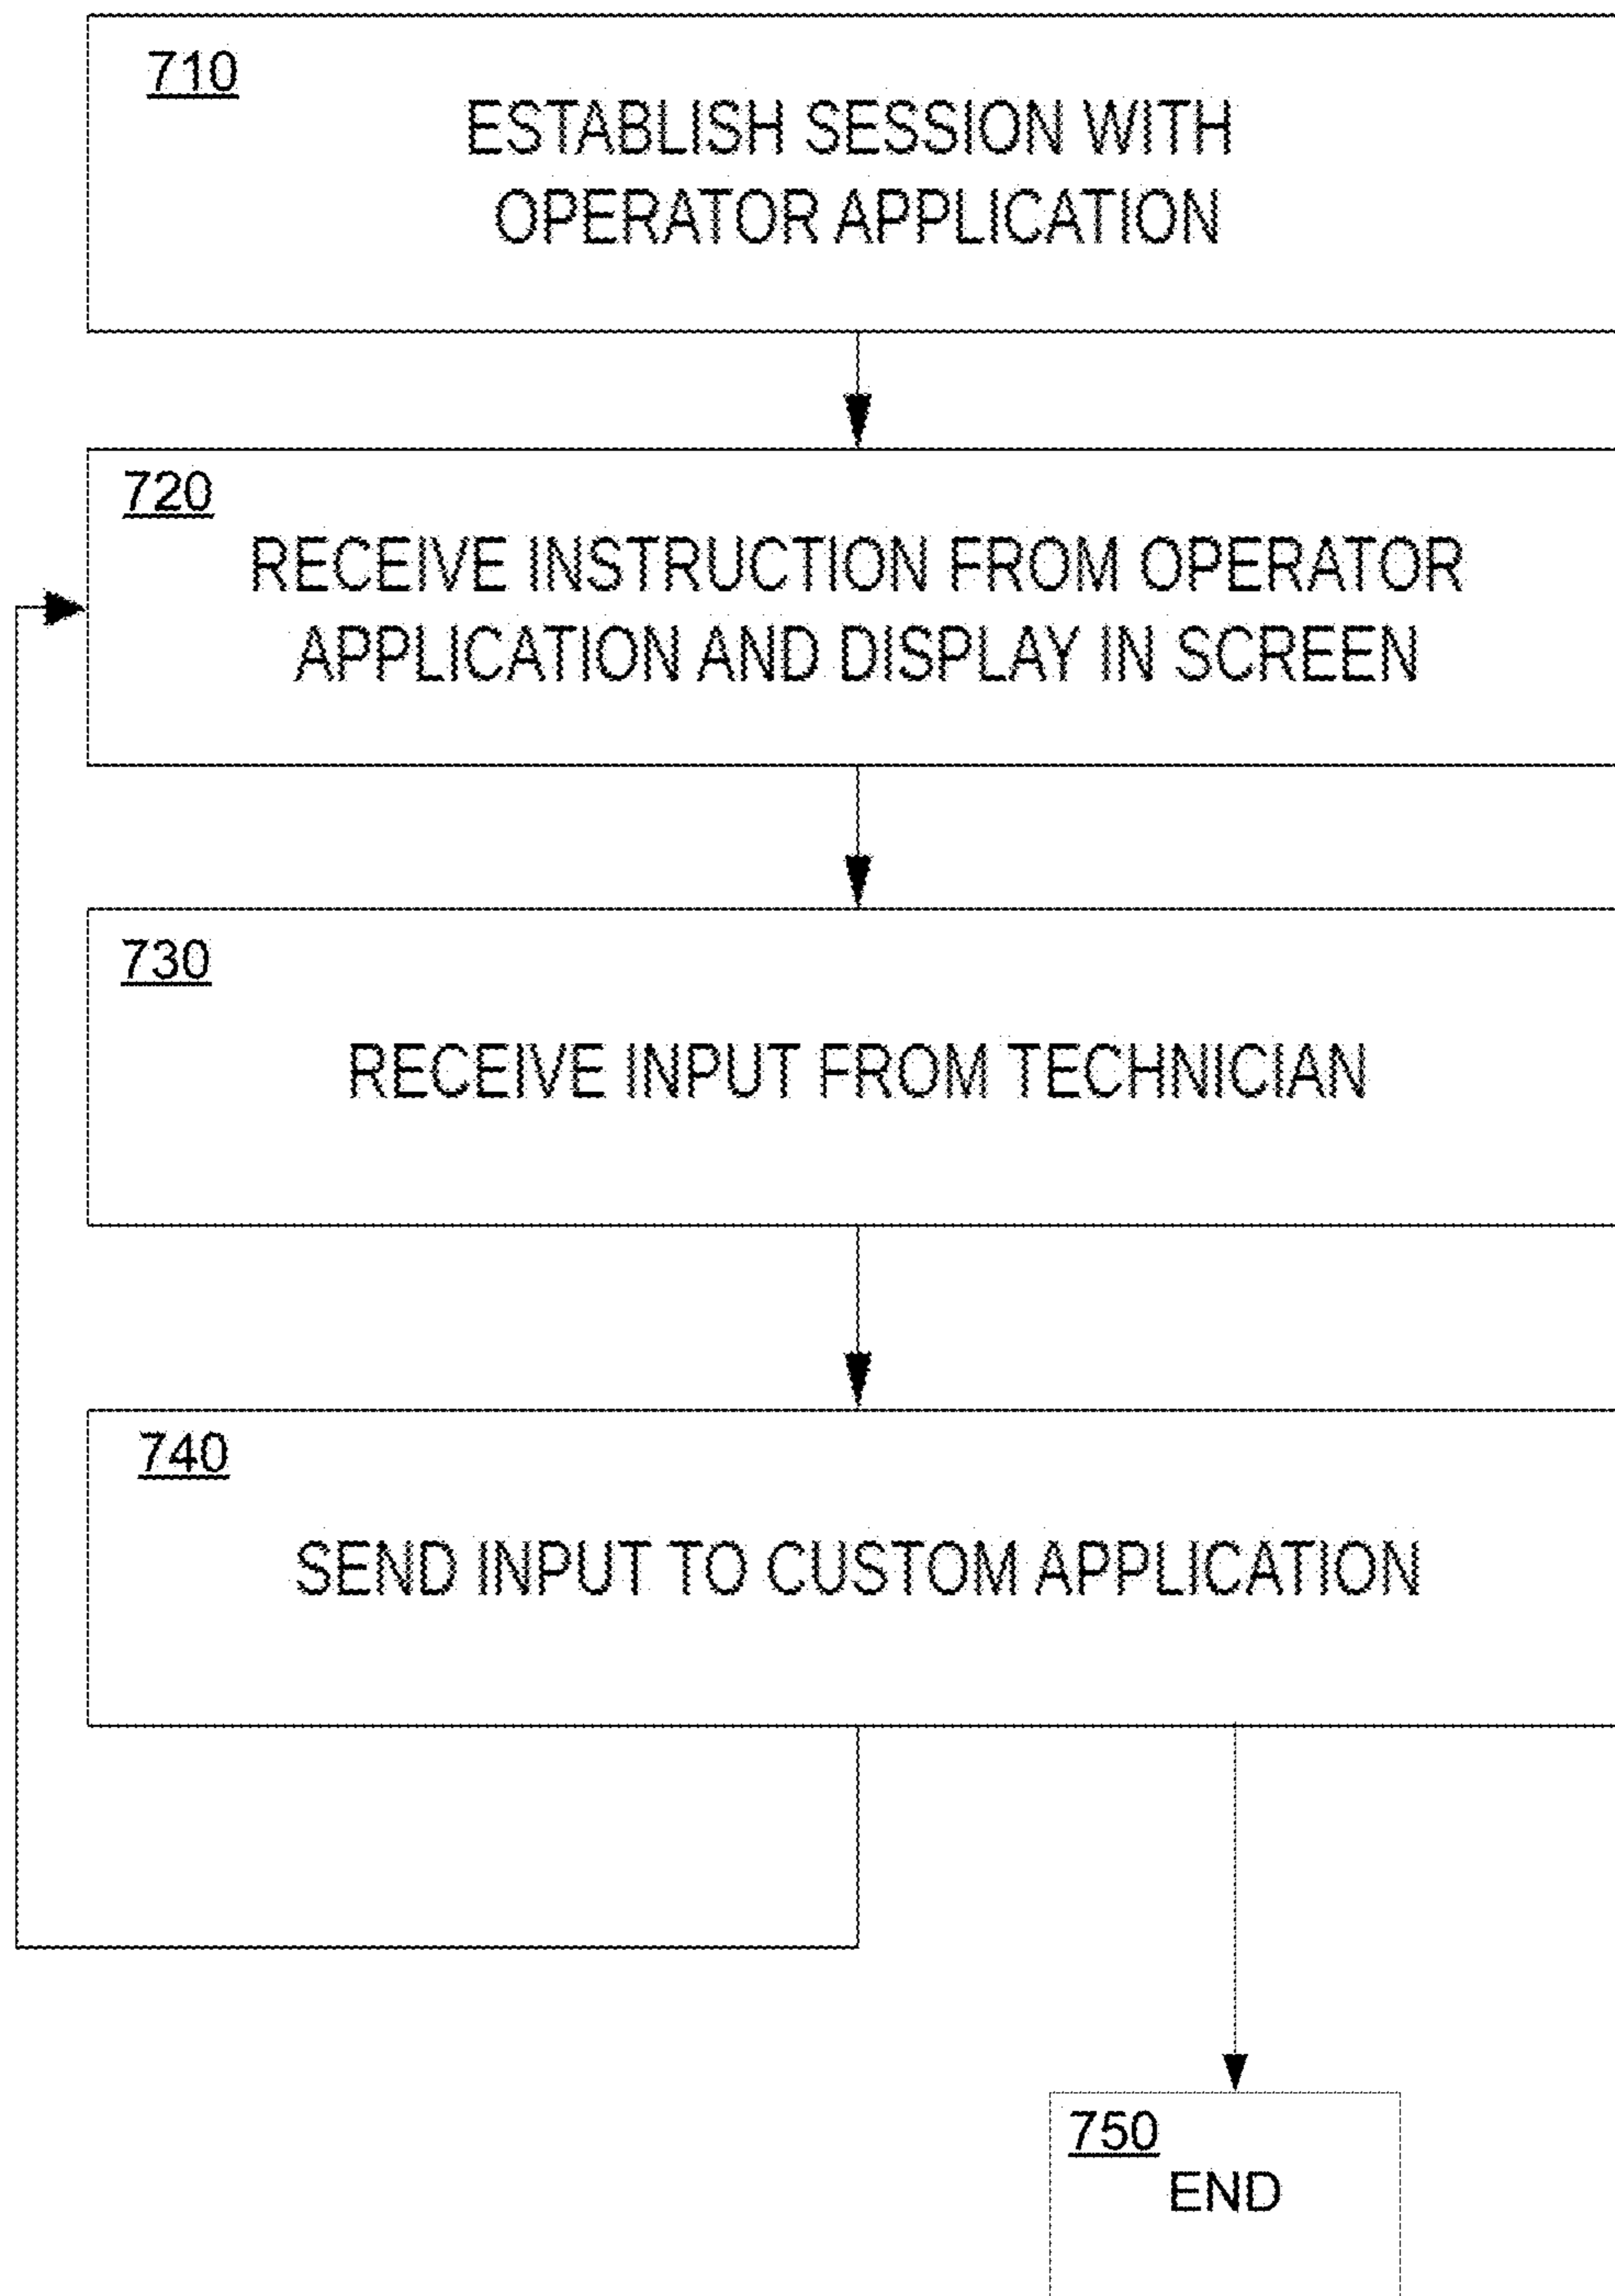 710
ESTABLISH SESSION WITH
OPERATOR APPLICATION
720
RECEIVE INSTRUCTION FROM OPERATOR
APPLICATION AND DISPLAY IN SCREEN
730
RECEIVE INPUT FROM TECHNICIAN
740
SEND INPUT TO CUSTOM APPLICATION
750
END